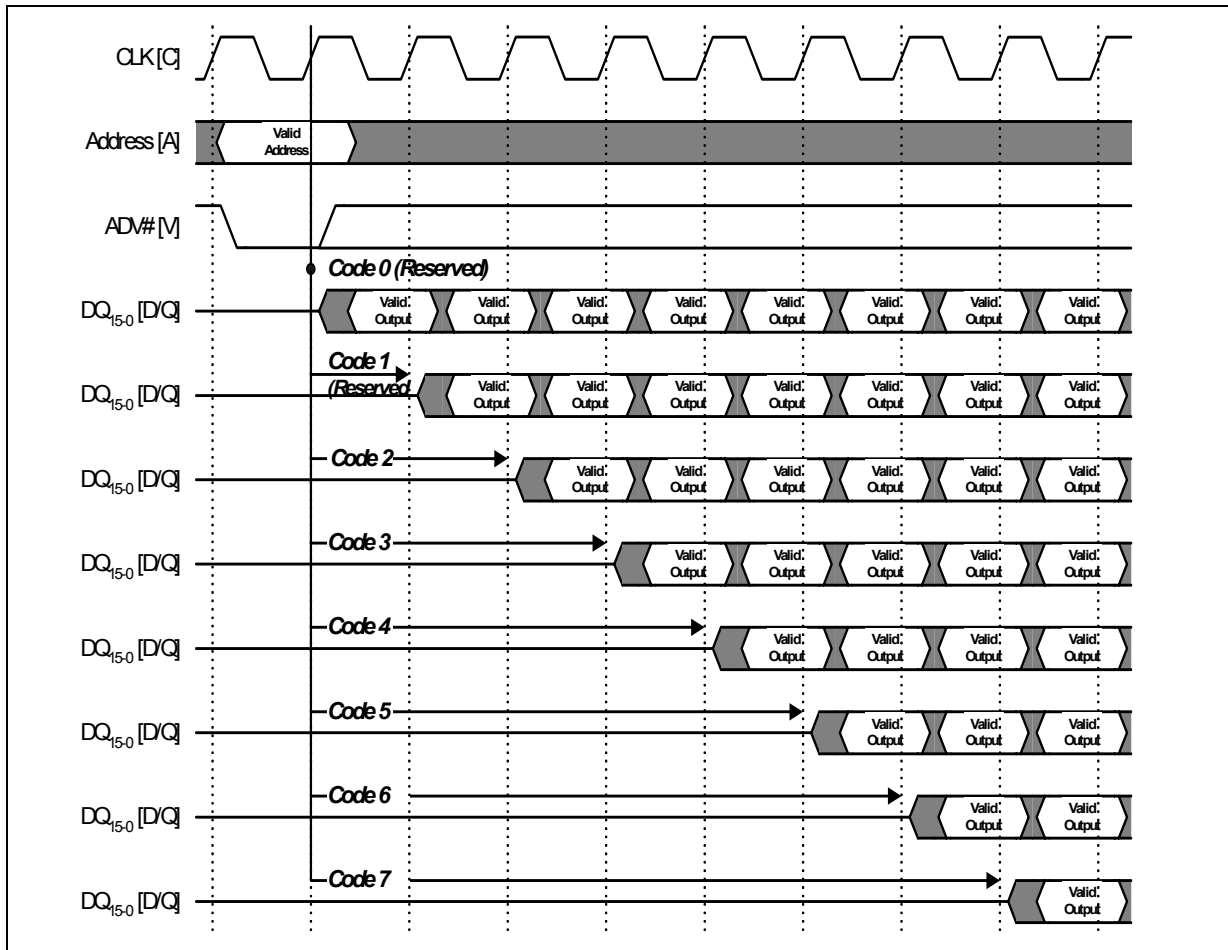 CLK [C]
Address [A]
Valid
Address
ADV# [V]
Code 0 (Reserved)
DQ15-0 [D/Q]
Valid Valid Valid Valid Valid Valid Valid Valid
Output Output Output Output Output Output Output Output
Code 1
(Reserved
DQ15-0 [D/Q]
Valid Valid Valid Valid Valid Valid Valid
Output Output Output Output Output Output Output
Code 2
DQ15-0 [D/Q]
Valid Valid Valid Valid Valid Valid
Output Output Output Output Output Output
Code 3
DQ15-0 [D/Q]
Valid Valid Valid Valid Valid
Output Output Output Output Output
Code 4
DQ15-0 [D/Q]
Valid Valid Valid Valid
Output Output Output Output
Code 5
DQ15-0 [D/Q]
Valid Valid Valid
Output Output Output
Code 6
DQ15-0 [D/Q]
Valid Valid
Output Output
Code 7
DQ15-0 [D/Q]
Valid
Output